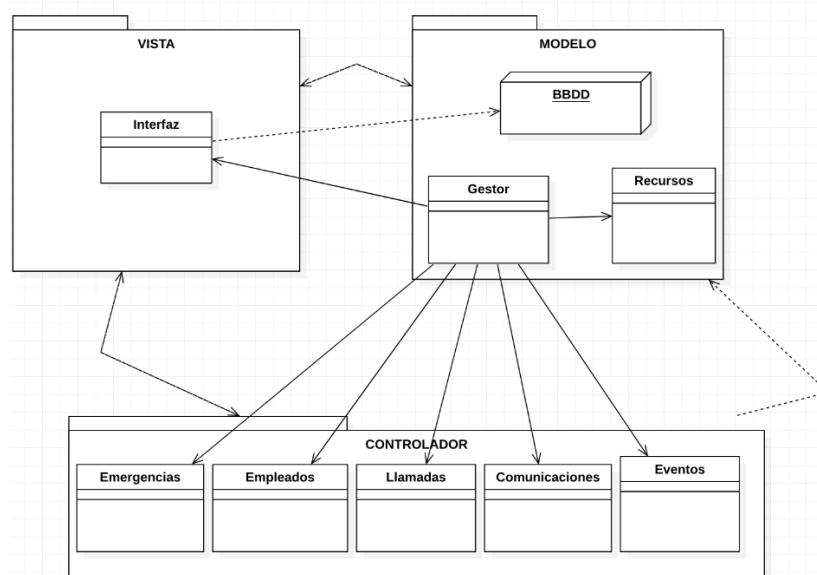 VISTA
MODELO
BBDD
Interfaz
Gestor
Recursos
CONTROLADOR
Emergencias
Empleados
Llamadas
Comunicaciones
Eventos